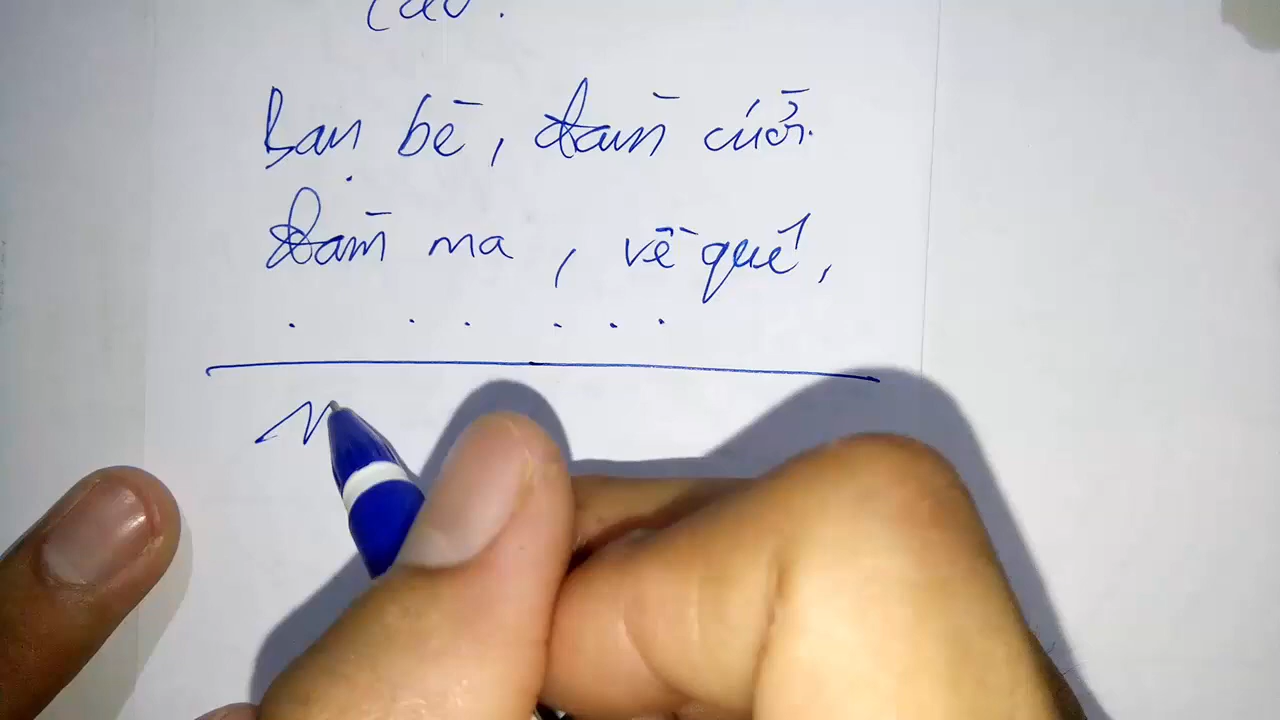 Bạn bè, đám cưới.
đám ma, về quê,
. . . . . .